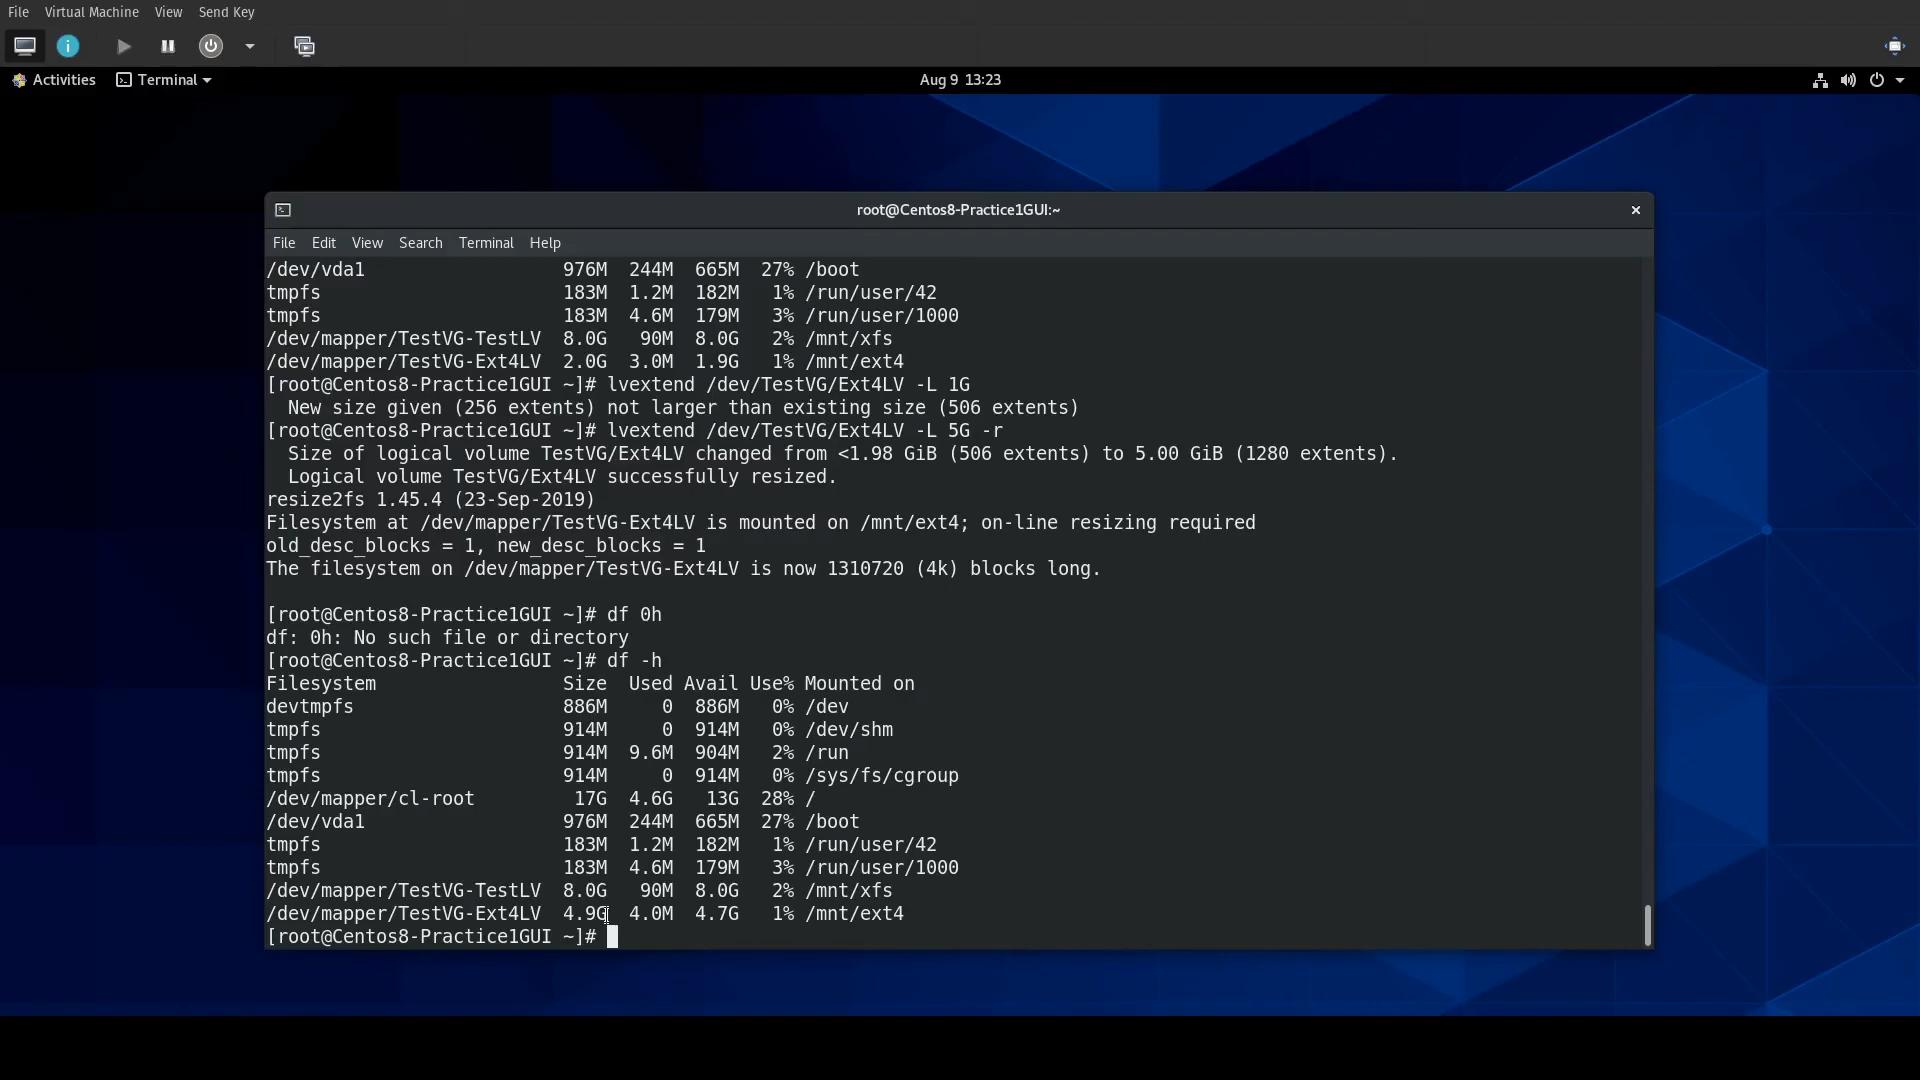 File Virtual Machine View Send Key
Activities Terminal Aug 9 13:23
root@Centos8-Practice1GUI:~
File Edit View Search Terminal Help
/dev/vda1 976M 244M 665M 27% /boot
tmpfs 183M 1.2M 182M 1% /run/user/42
tmpfs 183M 4.6M 179M 3% /run/user/1000
/dev/mapper/TestVG-TestLV 8.0G 90M 8.0G 2% /mnt/xfs
/dev/mapper/TestVG-Ext4LV 2.0G 3.0M 1.9G 1% /mnt/ext4
[root@Centos8-Practice1GUI ~]# lvextend /dev/TestVG/Ext4LV -L 1G
New size given (256 extents) not larger than existing size (506 extents)
[root@Centos8-Practice1GUI ~]# lvextend /dev/TestVG/Ext4LV -L 5G -r
Size of logical volume TestVG/Ext4LV changed from <1.98 GiB (506 extents) to 5.00 GiB (1280 extents).
Logical volume TestVG/Ext4LV successfully resized.
resize2fs 1.45.4 (23-Sep-2019)
Filesystem at /dev/mapper/TestVG-Ext4LV is mounted on /mnt/ext4; on-line resizing required
old_desc_blocks = 1, new_desc_blocks = 1
The filesystem on /dev/mapper/TestVG-Ext4LV is now 1310720 (4k) blocks long.
[root@Centos8-Practice1GUI ~]# df 0h
df: 0h: No such file or directory
[root@Centos8-Practice1GUI ~]# df -h
Filesystem Size Used Avail Use% Mounted on
devtmpfs 886M 0 886M 0% /dev
tmpfs 914M 0 914M 0% /dev/shm
tmpfs 914M 9.6M 904M 2% /run
tmpfs 914M 0 914M 0% /sys/fs/cgroup
/dev/mapper/cl-root 17G 4.6G 13G 28% /
/dev/vda1 976M 244M 665M 27% /boot
tmpfs 183M 1.2M 182M 1% /run/user/42
tmpfs 183M 4.6M 179M 3% /run/user/1000
/dev/mapper/TestVG-TestLV 8.0G 90M 8.0G 2% /mnt/xfs
/dev/mapper/TestVG-Ext4LV 4.9G 4.0M 4.7G 1% /mnt/ext4
[root@Centos8-Practice1GUI ~]#